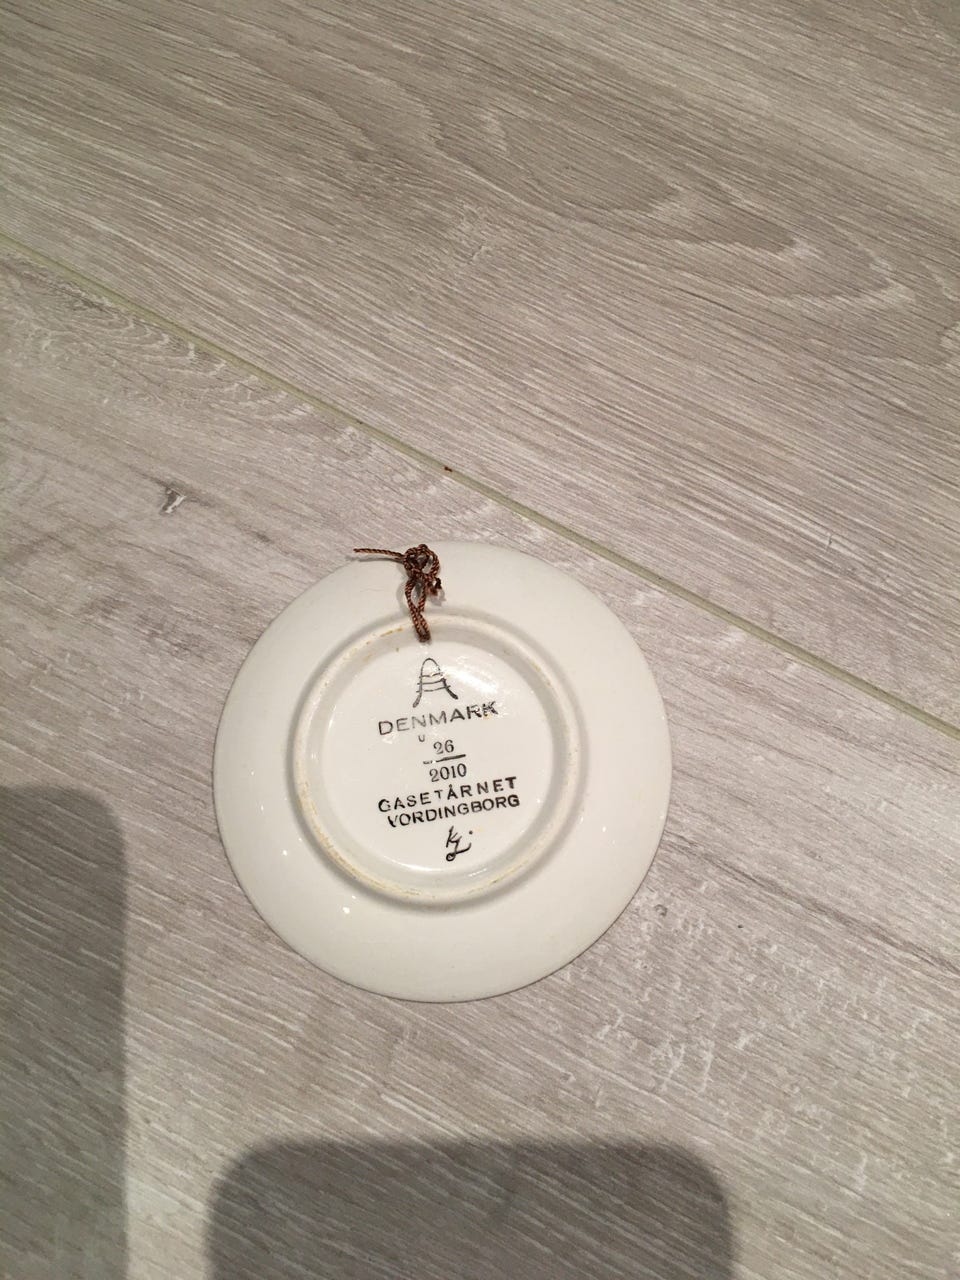 DENMARK
U
26
2010
GASETÅRNET
VORDINGBORG